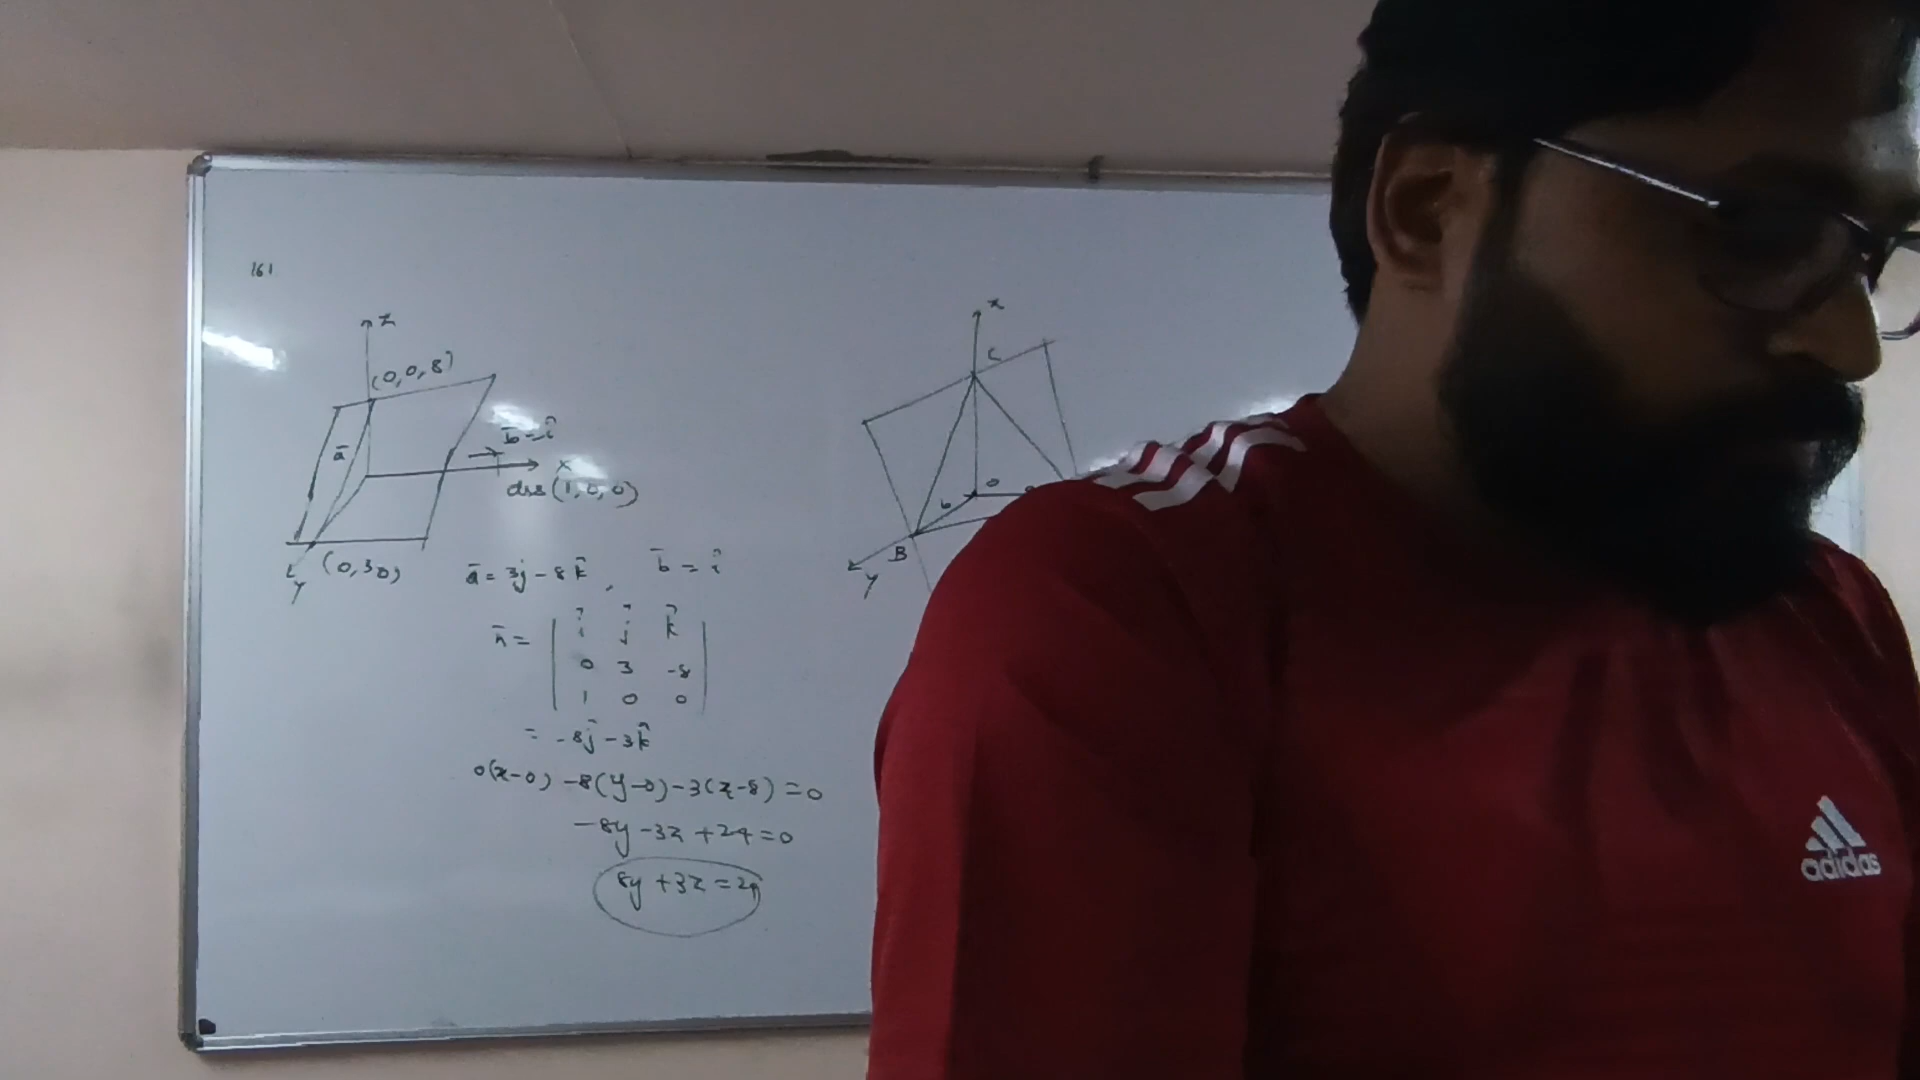 161
z
(0,0,8)
ā
b̄ = î
x
drs (1,0,0)
(0,3,0)
y
ā = 3ĵ - 8k̂ , b̄ = î
n̄ = | î ĵ k̂ |
0 3 -8
1 0 0
= -8ĵ - 3k̂
0(x-0) -8(y-0) -3(z-8) = 0
-8y -3z +24 = 0
8y +3z = 24
C
O
b
B
y
adidas